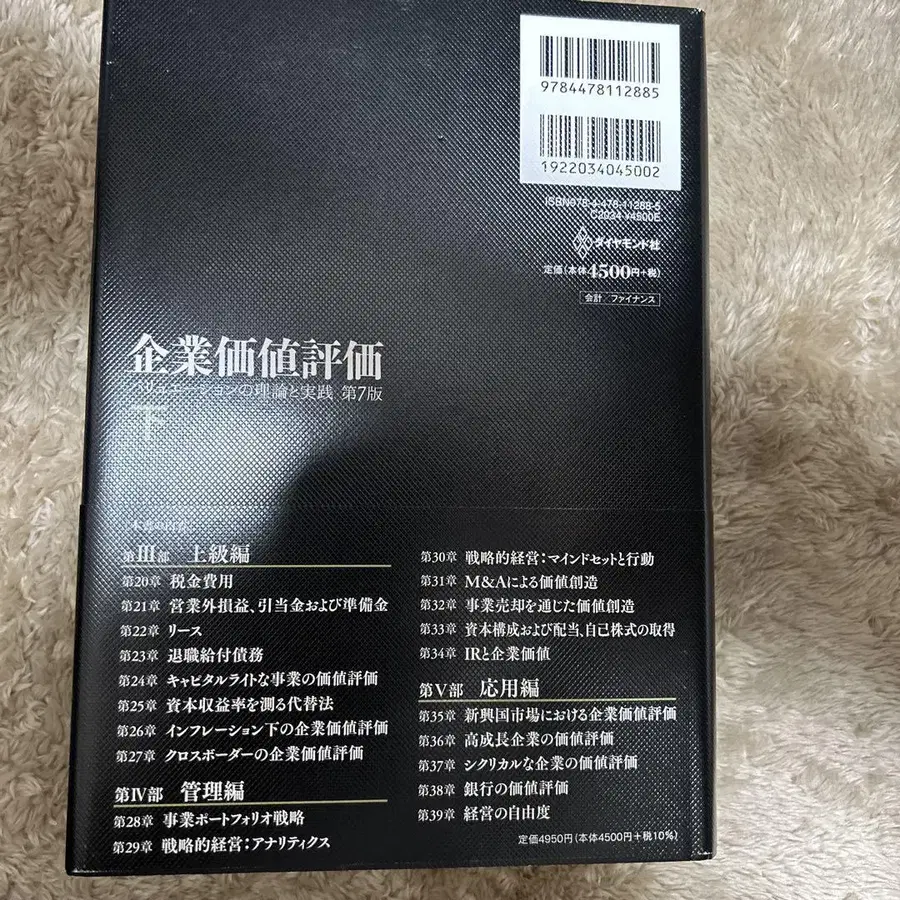 9784478112885
1922034045002
ISBN978-4-478-11288-5
C2034 ¥4500E
ダイヤモンド社
定価(本体4500円+税)
会計 / ファイナンス
企業価値評価
バリュエーションの理論と実践 第7版
下
本書の内容
第III部 上級編
第20章 税金費用
第21章 営業外損益、引当金および準備金
第22章 リース
第23章 退職給付債務
第24章 キャピタルライトな事業の価値評価
第25章 資本収益率を測る代替法
第26章 インフレーション下の企業価値評価
第27章 クロスボーダーの企業価値評価
第IV部 管理編
第28章 事業ポートフォリオ戦略
第29章 戦略的経営:アナリティクス
第30章 戦略的経営:マインドセットと行動
第31章 M&Aによる価値創造
第32章 事業売却を通じた価値創造
第33章 資本構成および配当、自己株式の取得
第34章 IRと企業価値
第V部 応用編
第35章 新興国市場における企業価値評価
第36章 高成長企業の価値評価
第37章 シクリカルな企業の価値評価
第38章 銀行の価値評価
第39章 経営の自由度
定価4950円(本体4500円+税10%)